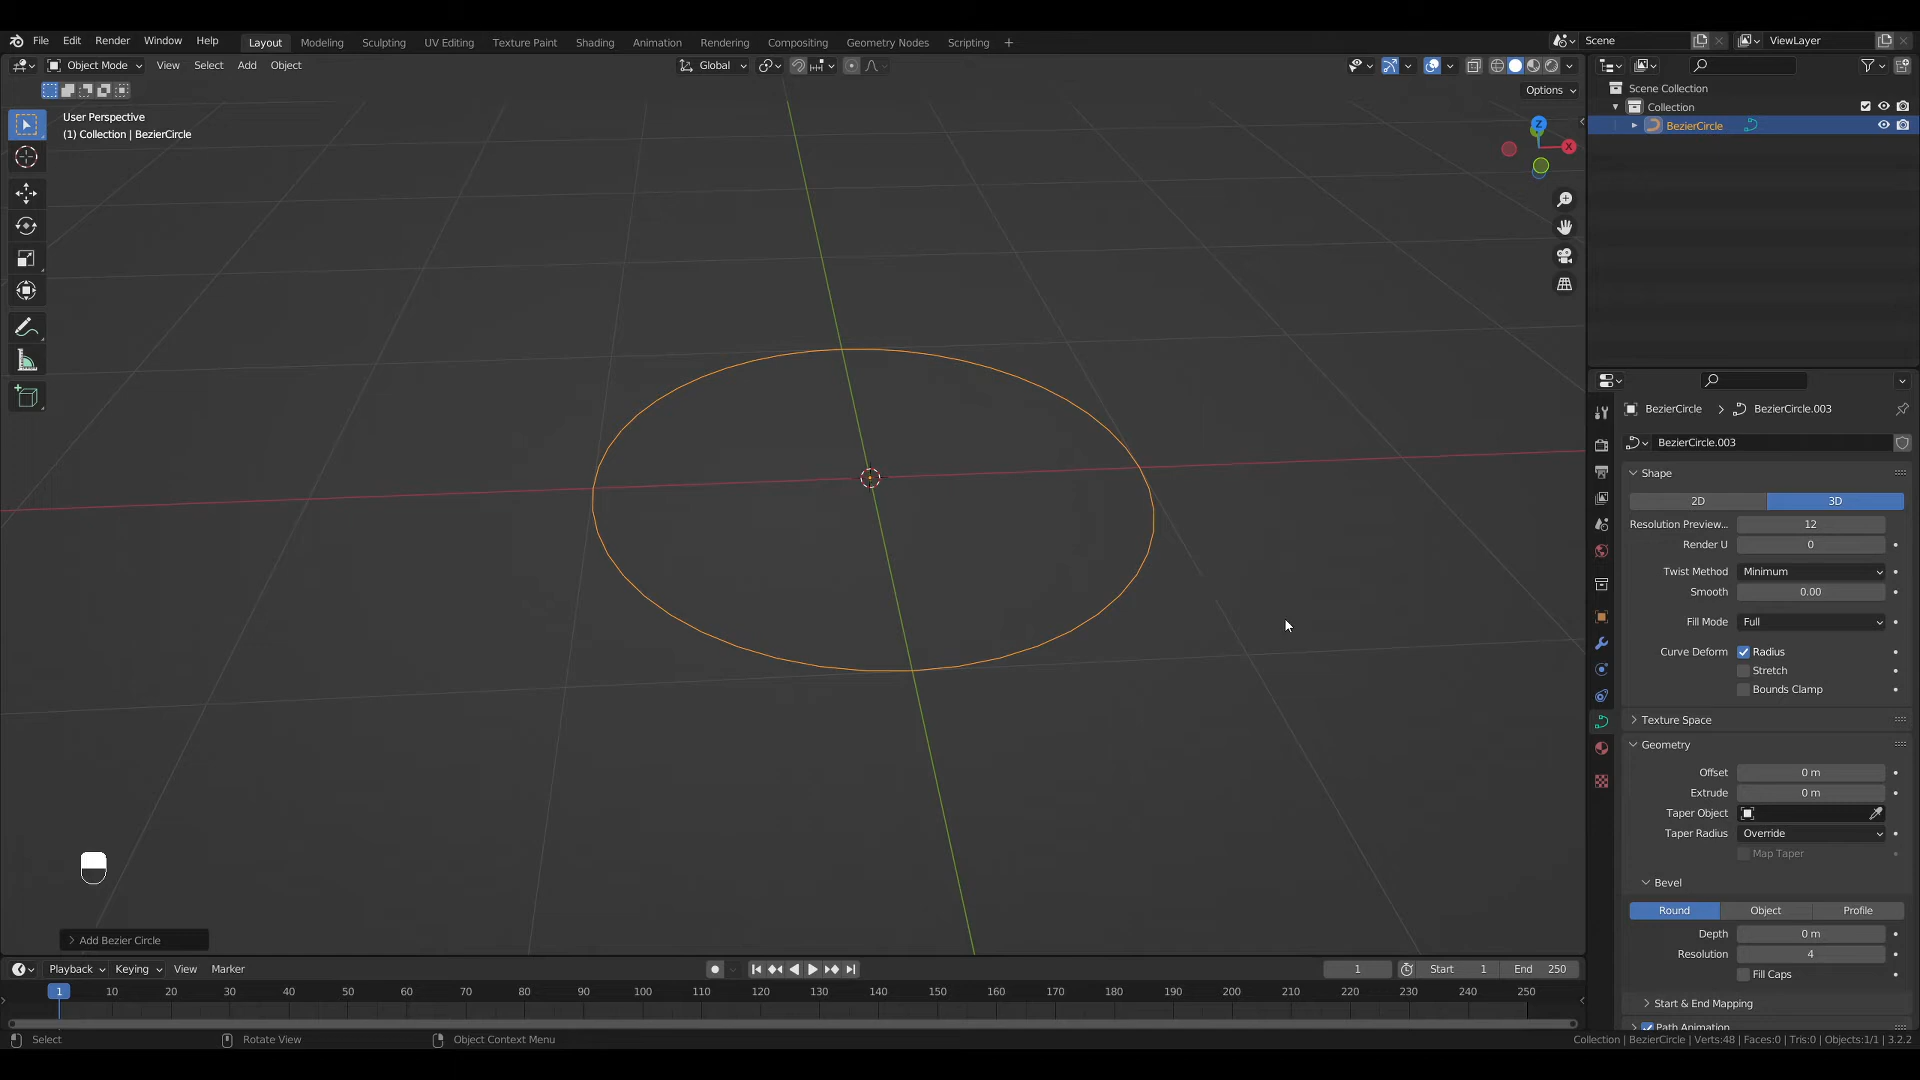 File Edit Render Window Help Layout Modeling Sculpting UV Editing Texture Paint Shading Animation Rendering Compositing Geometry Nodes Scripting Scene ViewLayer
Object Mode View Select Add Object Global
Options
User Perspective
(1) Collection | BezierCircle
Z
X
Scene Collection
Collection
BezierCircle
BezierCircle BezierCircle.003
BezierCircle.003
Shape
2D 3D
Resolution Preview... 12
Render U 0
Twist Method Minimum
Smooth 0.00
Fill Mode Full
Curve Deform Radius
Stretch
Bounds Clamp
Texture Space
Geometry
Offset 0 m
Extrude 0 m
Taper Object
Taper Radius Override
Map Taper
Bevel
Round Object Profile
Depth 0 m
Resolution 4
Fill Caps
Start & End Mapping
Path Animation
Add Bezier Circle
Playback Keying View Marker 1 Start 1 End 250
1 10 20 30 40 50 60 70 80 90 100 110 120 130 140 150 160 170 180 190 200 210 220 230 240 250
Select Rotate View Object Context Menu Collection | BezierCircle | Verts:48 | Faces:0 | Tris:0 | Objects:1/1 | 3.2.2